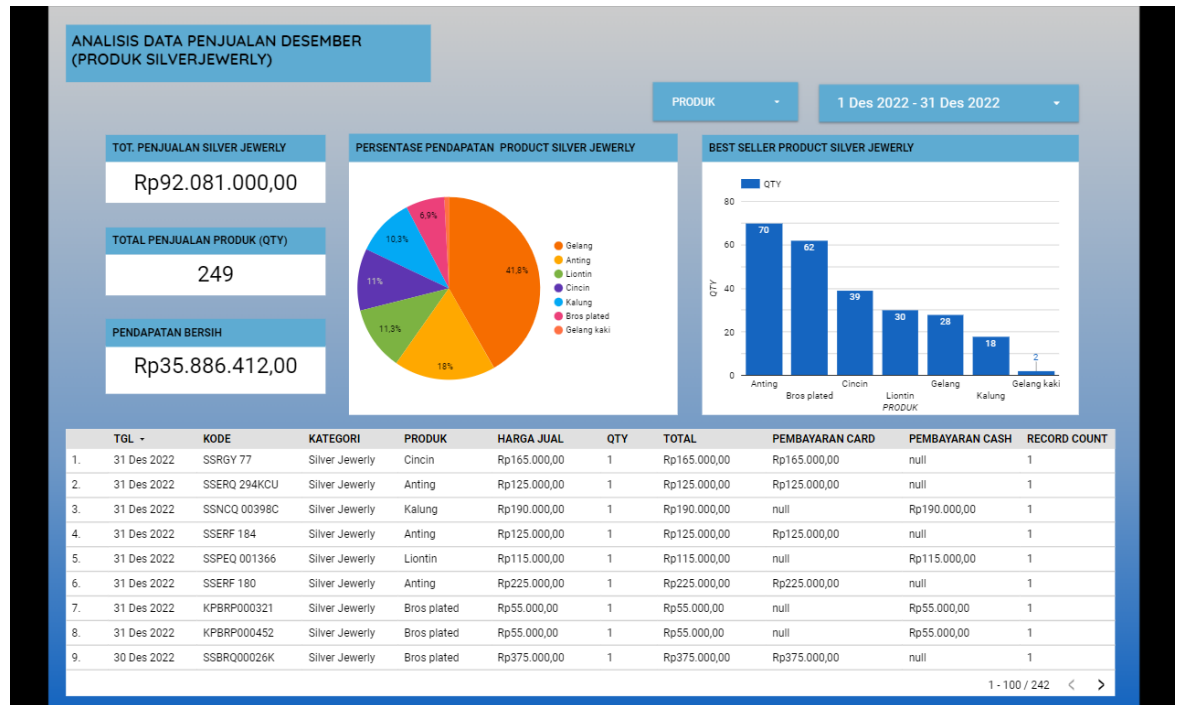 ANALISIS DATA PENJUALAN DESEMBER
(PRODUK SILVERJEWERLY)
PRODUK
1 Des 2022 - 31 Des 2022
TOT. PENJUALAN SILVER JEWERLY
Rp92.081.000,00
TOTAL PENJUALAN PRODUK (QTY)
249
PENDAPATAN BERSIH
Rp35.886.412,00
PERSENTASE PENDAPATAN PRODUCT SILVER JEWERLY
6,9%
10,3%
11%
11,3%
18%
41,8%
Gelang
Anting
Liontin
Cincin
Kalung
Bros plated
Gelang kaki
BEST SELLER PRODUCT SILVER JEWERLY
QTY
80
60
40
20
0
QTY
70
62
39
30
28
18
2
Anting
Bros plated
Cincin
Liontin
Gelang
Kalung
Gelang kaki
PRODUK
TGL KODE KATEGORI PRODUK HARGA JUAL QTY TOTAL PEMBAYARAN CARD PEMBAYARAN CASH RECORD COUNT
1. 31 Des 2022 SSRGY 77 Silver Jewerly Cincin Rp165.000,00 1 Rp165.000,00 Rp165.000,00 null 1
2. 31 Des 2022 SSERQ 294KCU Silver Jewerly Anting Rp125.000,00 1 Rp125.000,00 Rp125.000,00 null 1
3. 31 Des 2022 SSNCQ 00398C Silver Jewerly Kalung Rp190.000,00 1 Rp190.000,00 null Rp190.000,00 1
4. 31 Des 2022 SSERF 184 Silver Jewerly Anting Rp125.000,00 1 Rp125.000,00 Rp125.000,00 null 1
5. 31 Des 2022 SSPEQ 001366 Silver Jewerly Liontin Rp115.000,00 1 Rp115.000,00 null Rp115.000,00 1
6. 31 Des 2022 SSERF 180 Silver Jewerly Anting Rp225.000,00 1 Rp225.000,00 Rp225.000,00 null 1
7. 31 Des 2022 KPBRP000321 Silver Jewerly Bros plated Rp55.000,00 1 Rp55.000,00 null Rp55.000,00 1
8. 31 Des 2022 KPBRP000452 Silver Jewerly Bros plated Rp55.000,00 1 Rp55.000,00 null Rp55.000,00 1
9. 30 Des 2022 SSBRQ00026K Silver Jewerly Bros plated Rp375.000,00 1 Rp375.000,00 Rp375.000,00 null 1
1 - 100 / 242